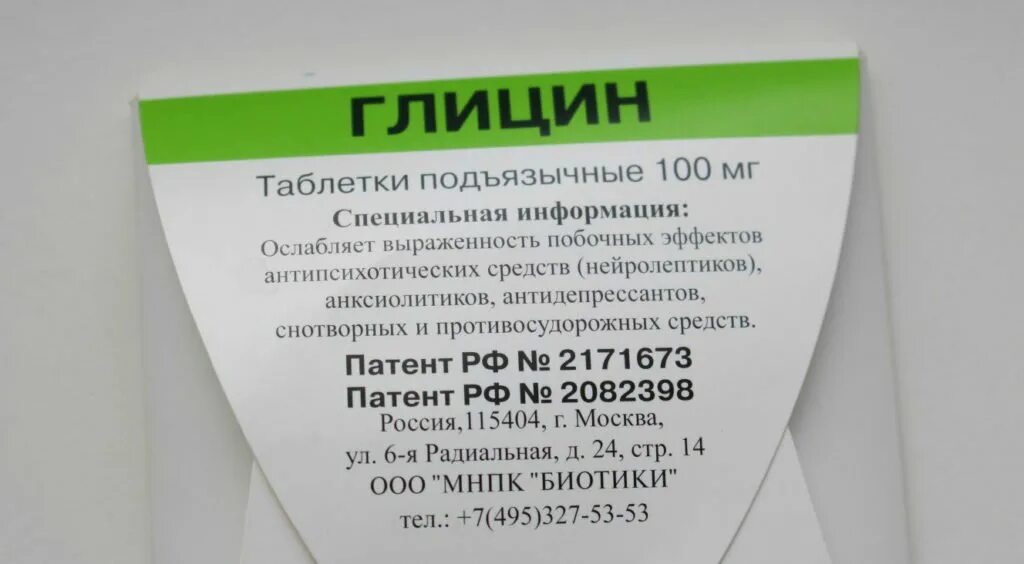 ГЛИЦИН
Таблетки подъязычные 100 мг
Специальная информация:
Ослабляет выраженность побочных эффектов
антипсихотических средств (нейролептиков),
анксиолитиков, антидепрессантов,
снотворных и противосудорожных средств.
Патент РФ № 2171673
Патент РФ № 2082398
Россия,115404, г. Москва,
ул. 6-я Радиальная, д. 24, стр. 14
ООО "МНПК "БИОТИКИ"
тел.: +7(495)327-53-53